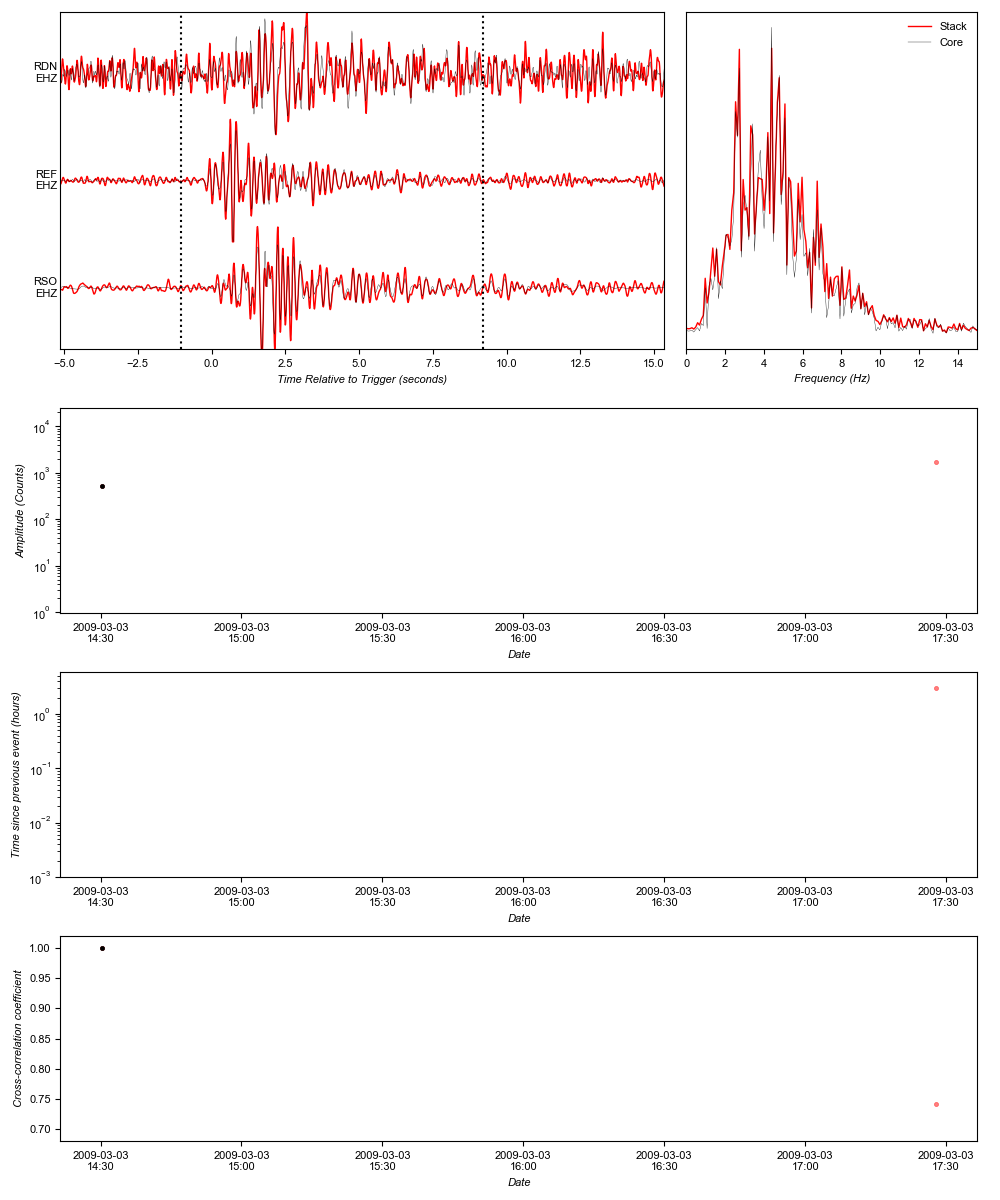 RDN
EHZ
REF
EHZ
RSO
EHZ
−5.0 −2.5 0.0 2.5 5.0 7.5 10.0 12.5 15.0
Time Relative to Trigger (seconds)
Stack
Core
0 2 4 6 8 10 12 14
Frequency (Hz)
Amplitude (Counts)
10⁴
10³
10²
10¹
10⁰
2009-03-03 2009-03-03 2009-03-03 2009-03-03 2009-03-03 2009-03-03 2009-03-03
14:30 15:00 15:30 16:00 16:30 17:00 17:30
Date
Time since previous event (hours)
10⁰
10⁻¹
10⁻²
10⁻³
2009-03-03 2009-03-03 2009-03-03 2009-03-03 2009-03-03 2009-03-03 2009-03-03
14:30 15:00 15:30 16:00 16:30 17:00 17:30
Date
Cross-correlation coefficient
1.00
0.95
0.90
0.85
0.80
0.75
0.70
2009-03-03 2009-03-03 2009-03-03 2009-03-03 2009-03-03 2009-03-03 2009-03-03
14:30 15:00 15:30 16:00 16:30 17:00 17:30
Date